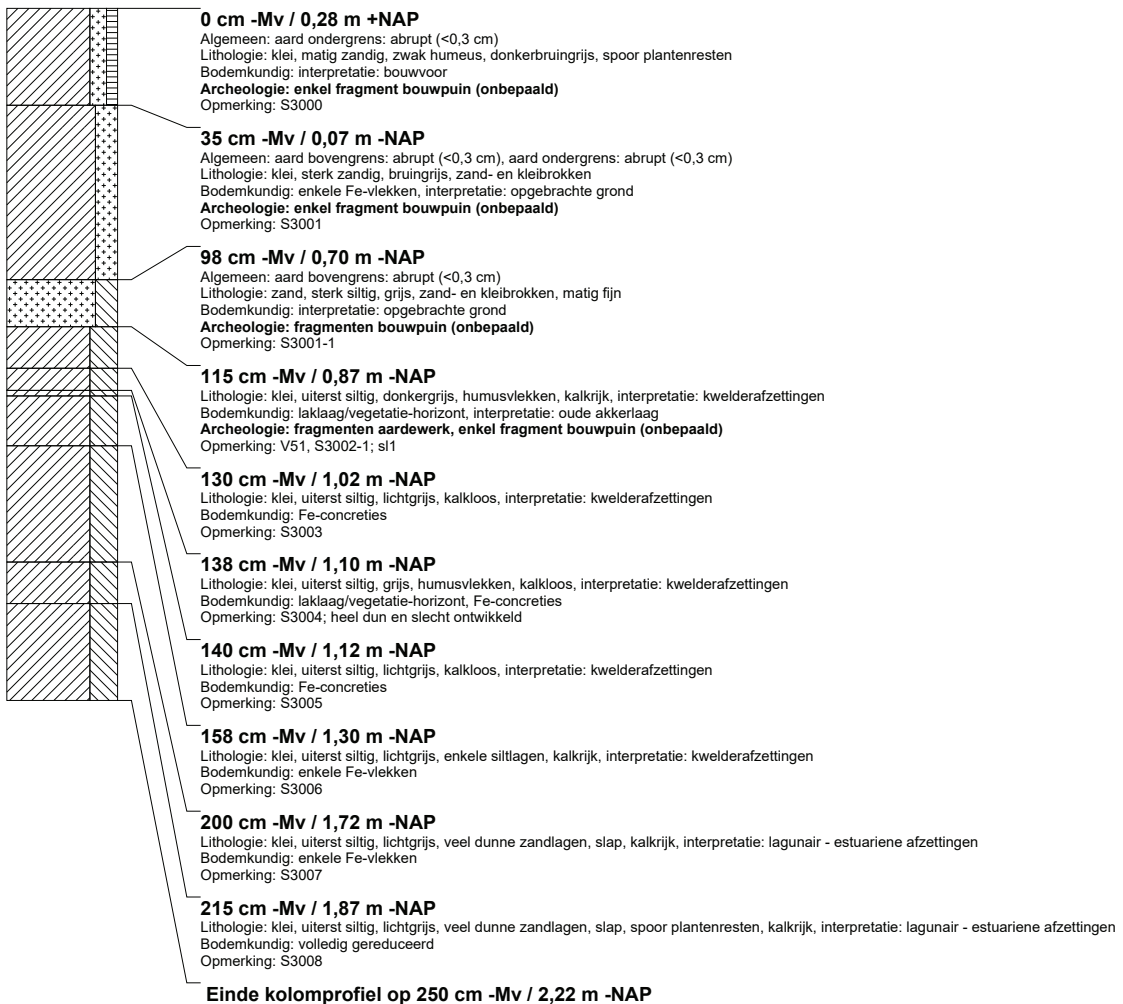 0 cm -Mv / 0,28 m +NAP
Algemeen: aard ondergrens: abrupt (<0,3 cm)
Lithologie: klei, matig zandig, zwak humeus, donkerbruingrijs, spoor plantenresten
Bodemkundig: interpretatie: bouwvoor
Archeologie: enkel fragment bouwpuin (onbepaald)
Opmerking: S3000
35 cm -Mv / 0,07 m -NAP
Algemeen: aard bovengrens: abrupt (<0,3 cm), aard ondergrens: abrupt (<0,3 cm)
Lithologie: klei, sterk zandig, bruingrijs, zand- en kleibrokken
Bodemkundig: enkele Fe-vlekken, interpretatie: opgebrachte grond
Archeologie: enkel fragment bouwpuin (onbepaald)
Opmerking: S3001
98 cm -Mv / 0,70 m -NAP
Algemeen: aard bovengrens: abrupt (<0,3 cm)
Lithologie: zand, sterk siltig, grijs, zand- en kleibrokken, matig fijn
Bodemkundig: interpretatie: opgebrachte grond
Archeologie: fragmenten bouwpuin (onbepaald)
Opmerking: S3001-1
115 cm -Mv / 0,87 m -NAP
Lithologie: klei, uiterst siltig, donkergrijs, humusvlekken, kalkrijk, interpretatie: kwelderafzettingen
Bodemkundig: laklaag/vegetatie-horizont, interpretatie: oude akkerlaag
Archeologie: fragmenten aardewerk, enkel fragment bouwpuin (onbepaald)
Opmerking: V51, S3002-1; sl1
130 cm -Mv / 1,02 m -NAP
Lithologie: klei, uiterst siltig, lichtgrijs, kalkloos, interpretatie: kwelderafzettingen
Bodemkundig: Fe-concreties
Opmerking: S3003
138 cm -Mv / 1,10 m -NAP
Lithologie: klei, uiterst siltig, grijs, humusvlekken, kalkloos, interpretatie: kwelderafzettingen
Bodemkundig: laklaag/vegetatie-horizont, Fe-concreties
Opmerking: S3004; heel dun en slecht ontwikkeld
140 cm -Mv / 1,12 m -NAP
Lithologie: klei, uiterst siltig, lichtgrijs, kalkloos, interpretatie: kwelderafzettingen
Bodemkundig: Fe-concreties
Opmerking: S3005
158 cm -Mv / 1,30 m -NAP
Lithologie: klei, uiterst siltig, lichtgrijs, enkele siltlagen, kalkrijk, interpretatie: kwelderafzettingen
Bodemkundig: enkele Fe-vlekken
Opmerking: S3006
200 cm -Mv / 1,72 m -NAP
Lithologie: klei, uiterst siltig, lichtgrijs, veel dunne zandlagen, slap, kalkrijk, interpretatie: lagunair - estuariene afzettingen
Bodemkundig: enkele Fe-vlekken
Opmerking: S3007
215 cm -Mv / 1,87 m -NAP
Lithologie: klei, uiterst siltig, lichtgrijs, veel dunne zandlagen, slap, spoor plantenresten, kalkrijk, interpretatie: lagunair - estuariene afzettingen
Bodemkundig: volledig gereduceerd
Opmerking: S3008
Einde kolomprofiel op 250 cm -Mv / 2,22 m -NAP